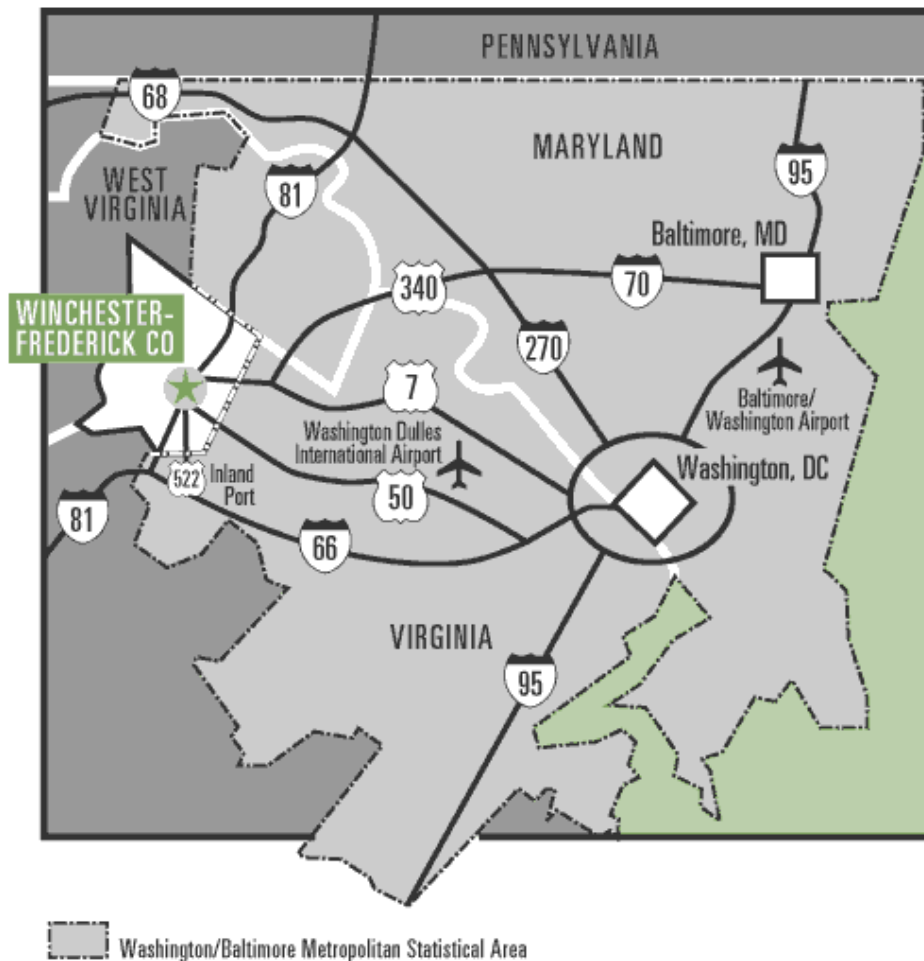 PENNSYLVANIA
68
MARYLAND
WEST
VIRGINIA
81
95
Baltimore, MD
340
70
WINCHESTER-
FREDERICK CO
270
7
Baltimore/
Washington Airport
Washington Dulles
International Airport
Washington, DC
522
Inland
Port
50
81
66
VIRGINIA
95
Washington/Baltimore Metropolitan Statistical Area